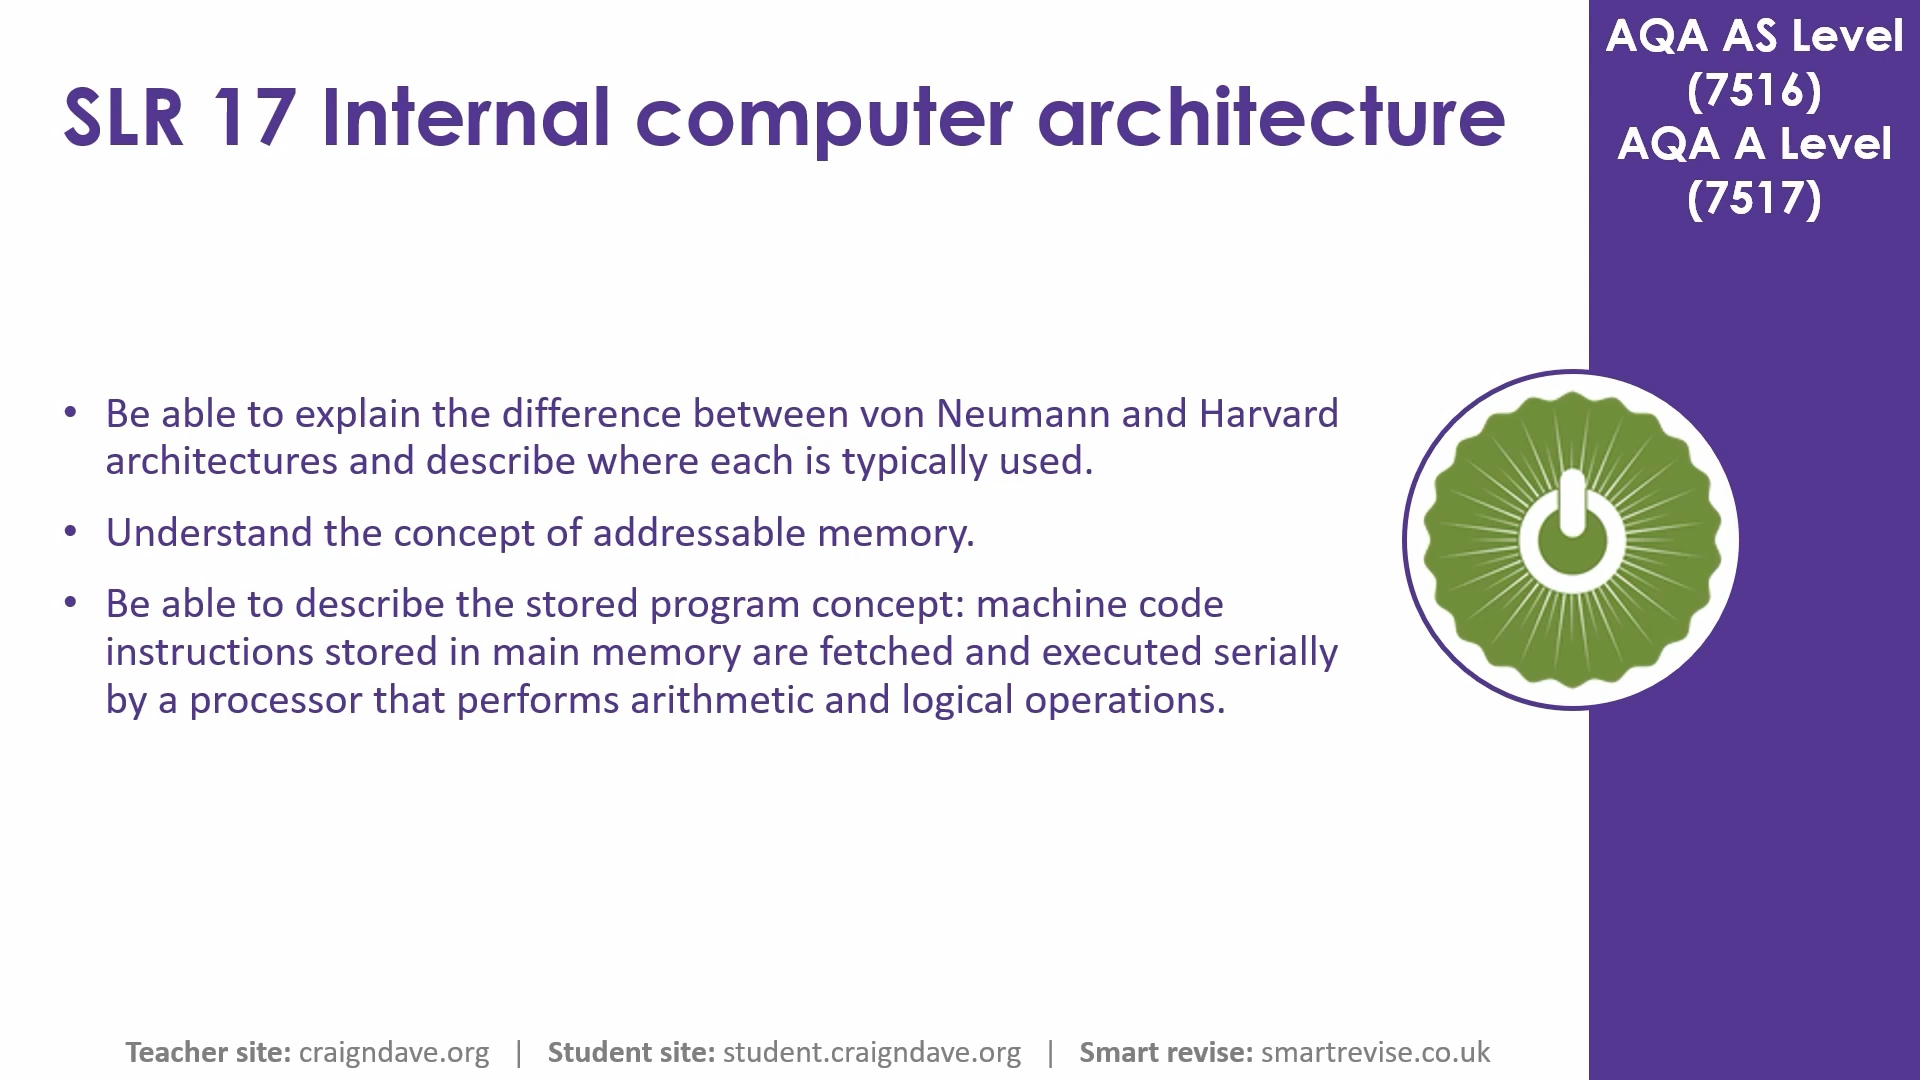 SLR 17 Internal computer architecture
AQA AS Level
(7516)
AQA A Level
(7517)
• Be able to explain the difference between von Neumann and Harvard
architectures and describe where each is typically used.
• Understand the concept of addressable memory.
• Be able to describe the stored program concept: machine code
instructions stored in main memory are fetched and executed serially
by a processor that performs arithmetic and logical operations.
Teacher site: craigndave.org | Student site: student.craigndave.org | Smart revise: smartrevise.co.uk